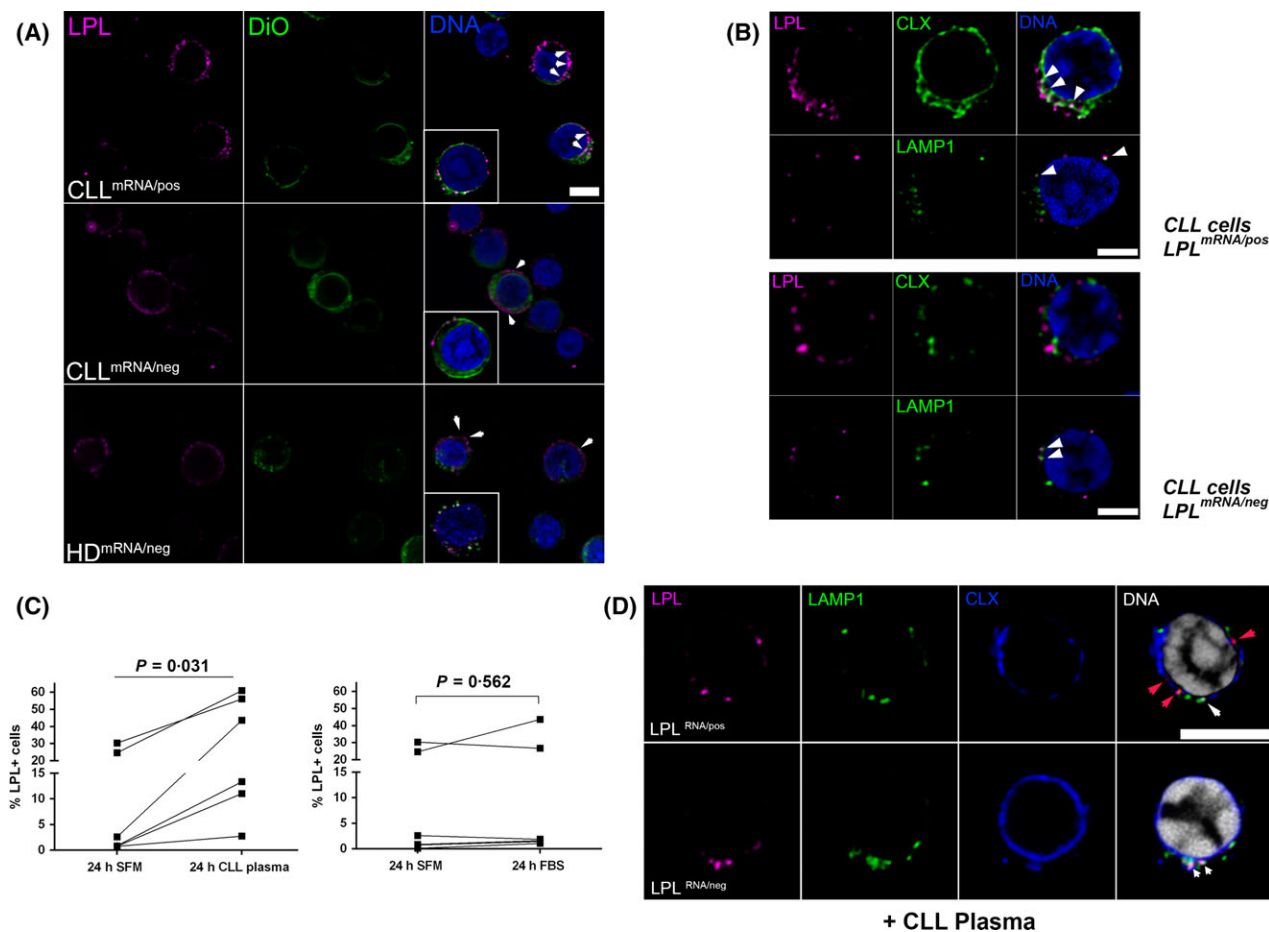 (A)
LPL DiO DNA
CLL mRNA/pos
CLL mRNA/neg
HD mRNA/neg
(B)
LPL CLX DNA
LAMP1
CLL cells
LPL mRNA/pos
LPL CLX DNA
LAMP1
CLL cells
LPL mRNA/neg
(C)
P = 0·031
% LPL+ cells
60
50
40
30
20
15
10
5
0
24 h SFM 24 h CLL plasma
P = 0·562
% LPL+ cells
60
50
40
30
20
15
10
5
0
24 h SFM 24 h FBS
(D)
LPL LAMP1 CLX DNA
LPL RNA/pos
LPL RNA/neg
+ CLL Plasma